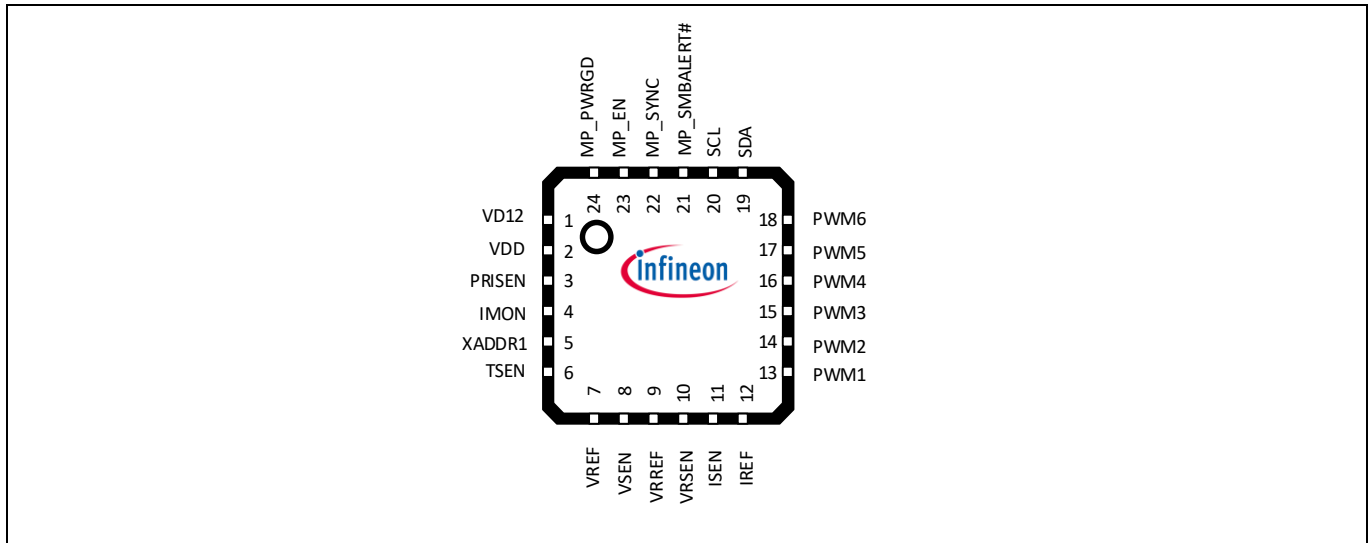 MP_PWRGD
MP_EN
MP_SYNC
MP_SMBALERT#
SCL
SDA
24
23
22
21
20
19
VD12 1
18 PWM6
VDD 2
17 PWM5
infineon
PRISEN 3
16 PWM4
IMON 4
15 PWM3
XADDR1 5
14 PWM2
TSEN 6
13 PWM1
7
8
9
10
11
12
VREF
VSEN
VRREF
VRSEN
ISEN
IREF